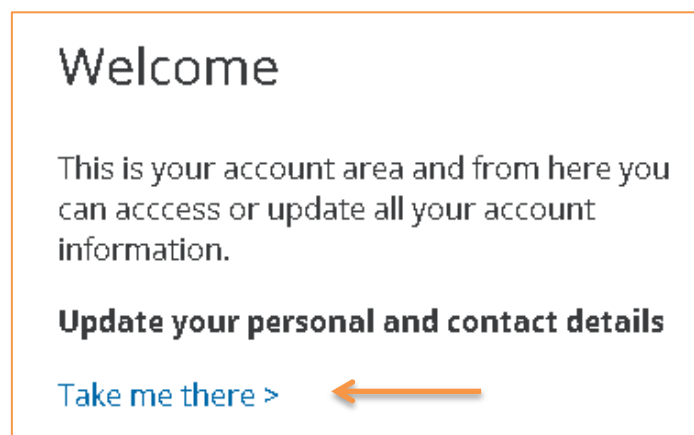 Welcome
This is your account area and from here you
can acccess or update all your account
information.
Update your personal and contact details
Take me there >